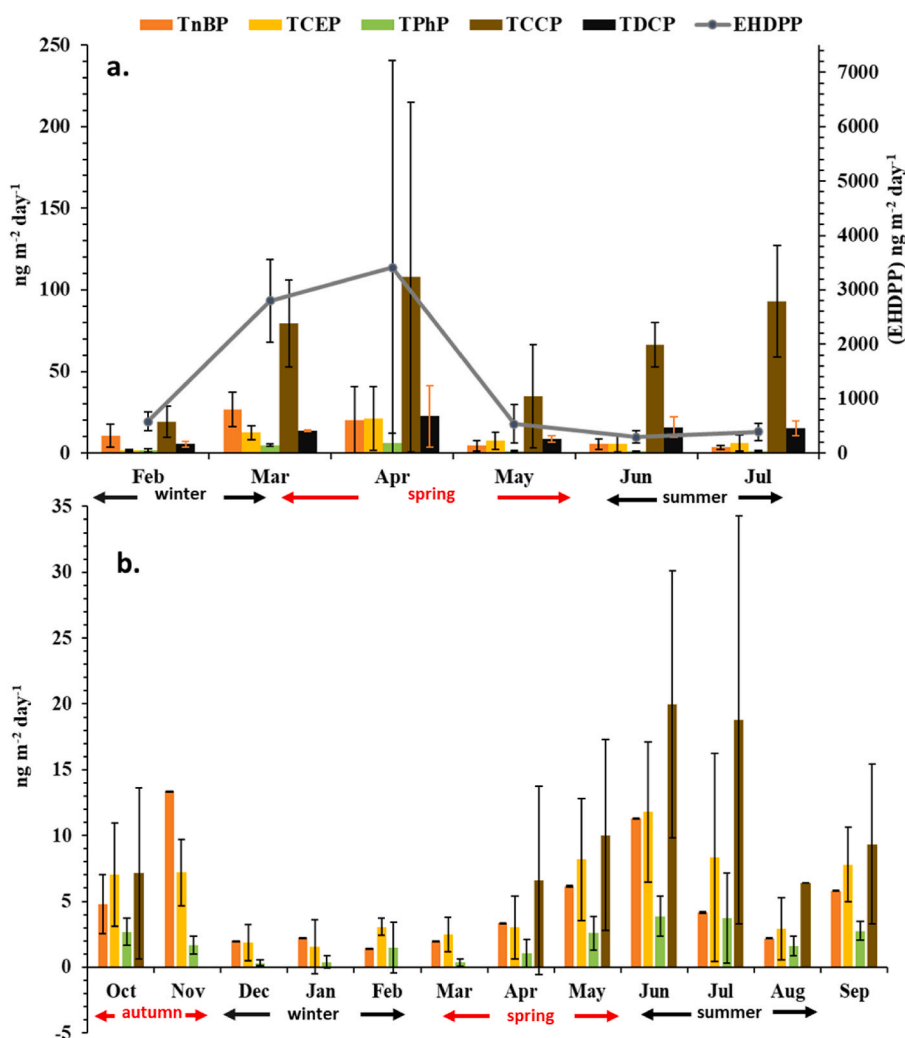 TnBP TCEP TPhP TCCP TDCP EHDPP
a.
250
200
150
100
50
0
ng m-2 day-1
7000
6000
5000
4000
3000
2000
1000
0
(EHDPP) ng m-2 day-1
Feb Mar Apr May Jun Jul
winter spring summer
b.
35
30
25
20
15
10
5
0
-5
ng m-2 day-1
Oct Nov Dec Jan Feb Mar Apr May Jun Jul Aug Sep
autumn winter spring summer